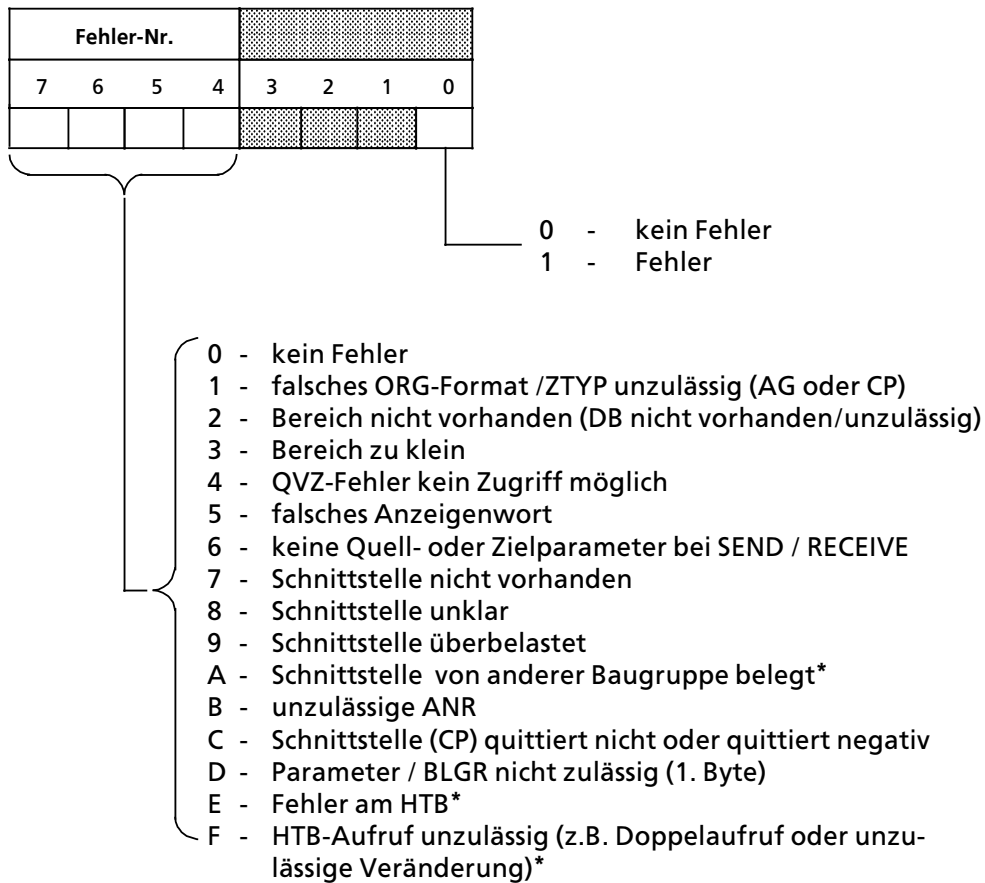 Fehler-Nr.
7 6 5 4 3 2 1 0
0 - kein Fehler
1 - Fehler
0 - kein Fehler
1 - falsches ORG-Format /ZTYP unzulässig (AG oder CP)
2 - Bereich nicht vorhanden (DB nicht vorhanden/unzulässig)
3 - Bereich zu klein
4 - QVZ-Fehler kein Zugriff möglich
5 - falsches Anzeigenwort
6 - keine Quell- oder Zielparameter bei SEND / RECEIVE
7 - Schnittstelle nicht vorhanden
8 - Schnittstelle unklar
9 - Schnittstelle überbelastet
A - Schnittstelle von anderer Baugruppe belegt*
B - unzulässige ANR
C - Schnittstelle (CP) quittiert nicht oder quittiert negativ
D - Parameter / BLGR nicht zulässig (1. Byte)
E - Fehler am HTB*
F - HTB-Aufruf unzulässig (z.B. Doppelaufruf oder unzu-
lässige Veränderung)*